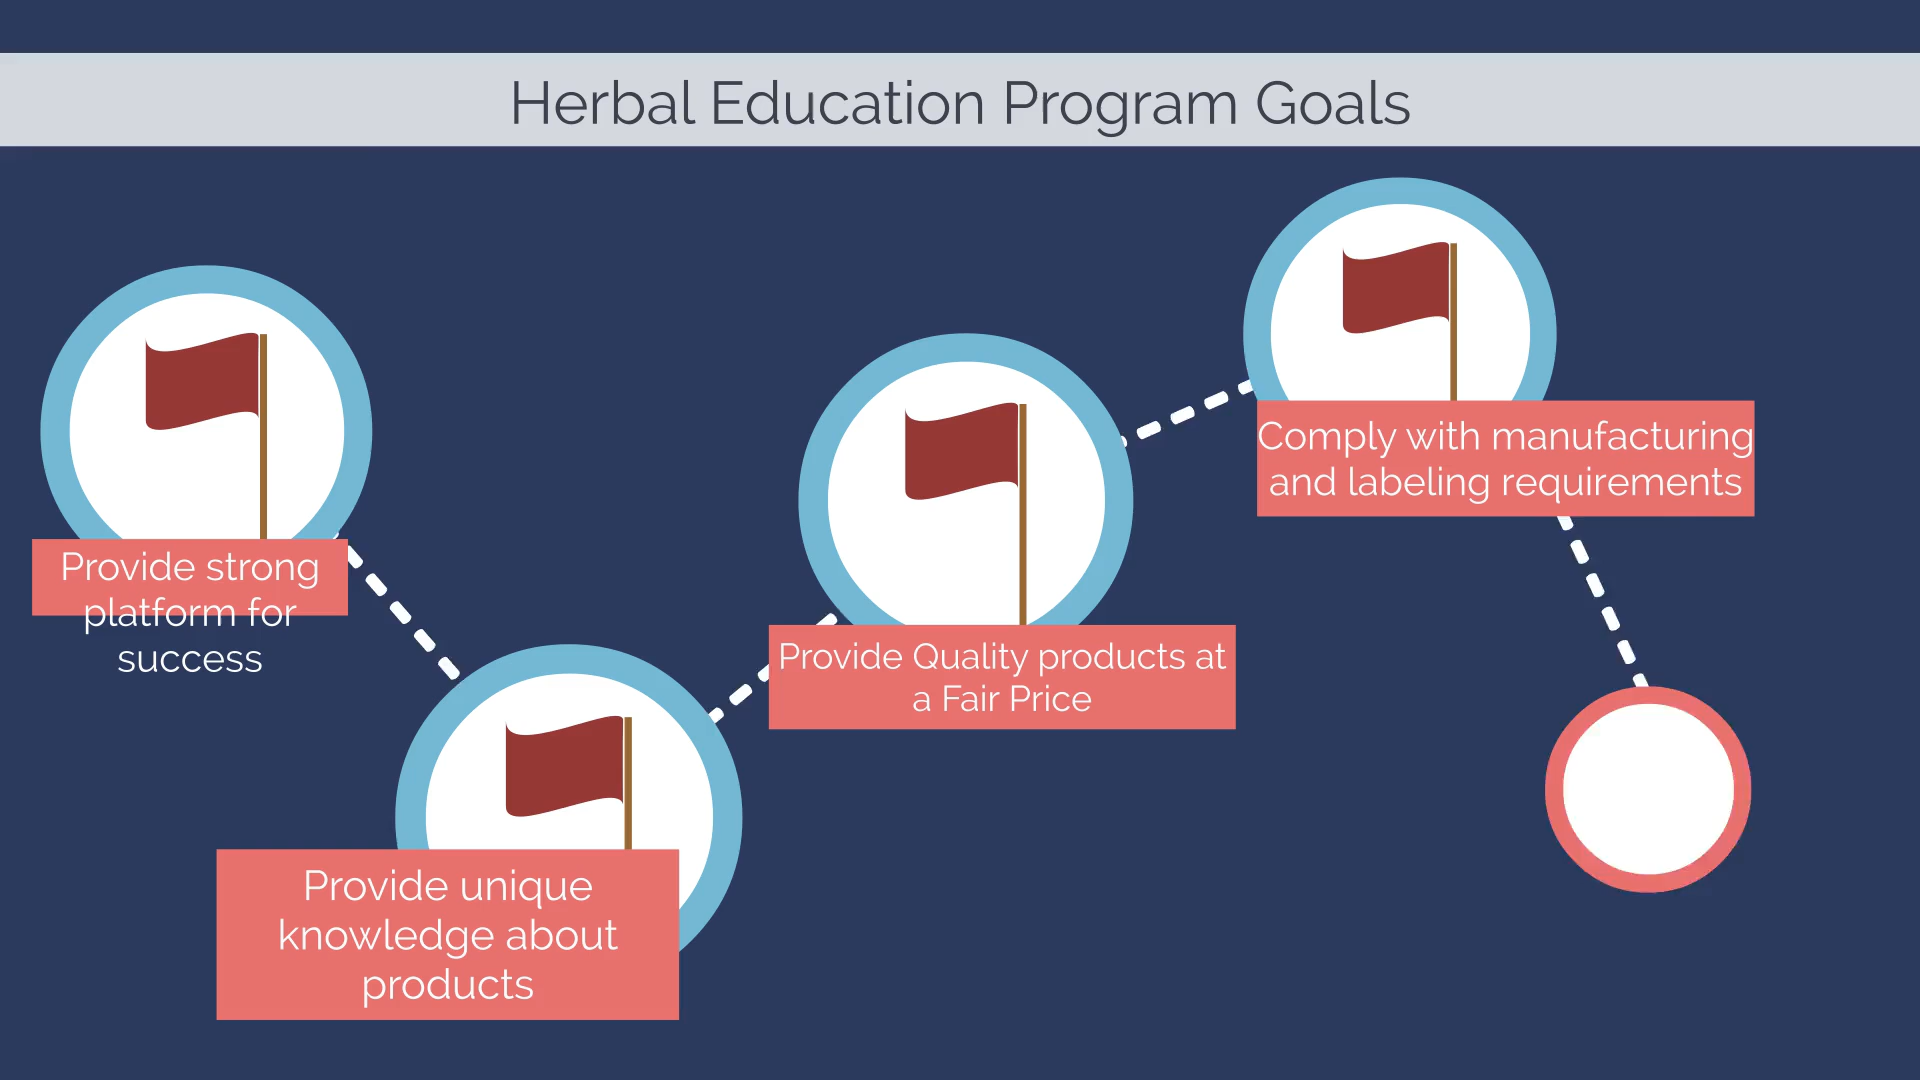 Herbal Education Program Goals
Provide strong
platform for
success
Provide unique
knowledge about
products
Provide Quality products at
a Fair Price
Comply with manufacturing
and labeling requirements